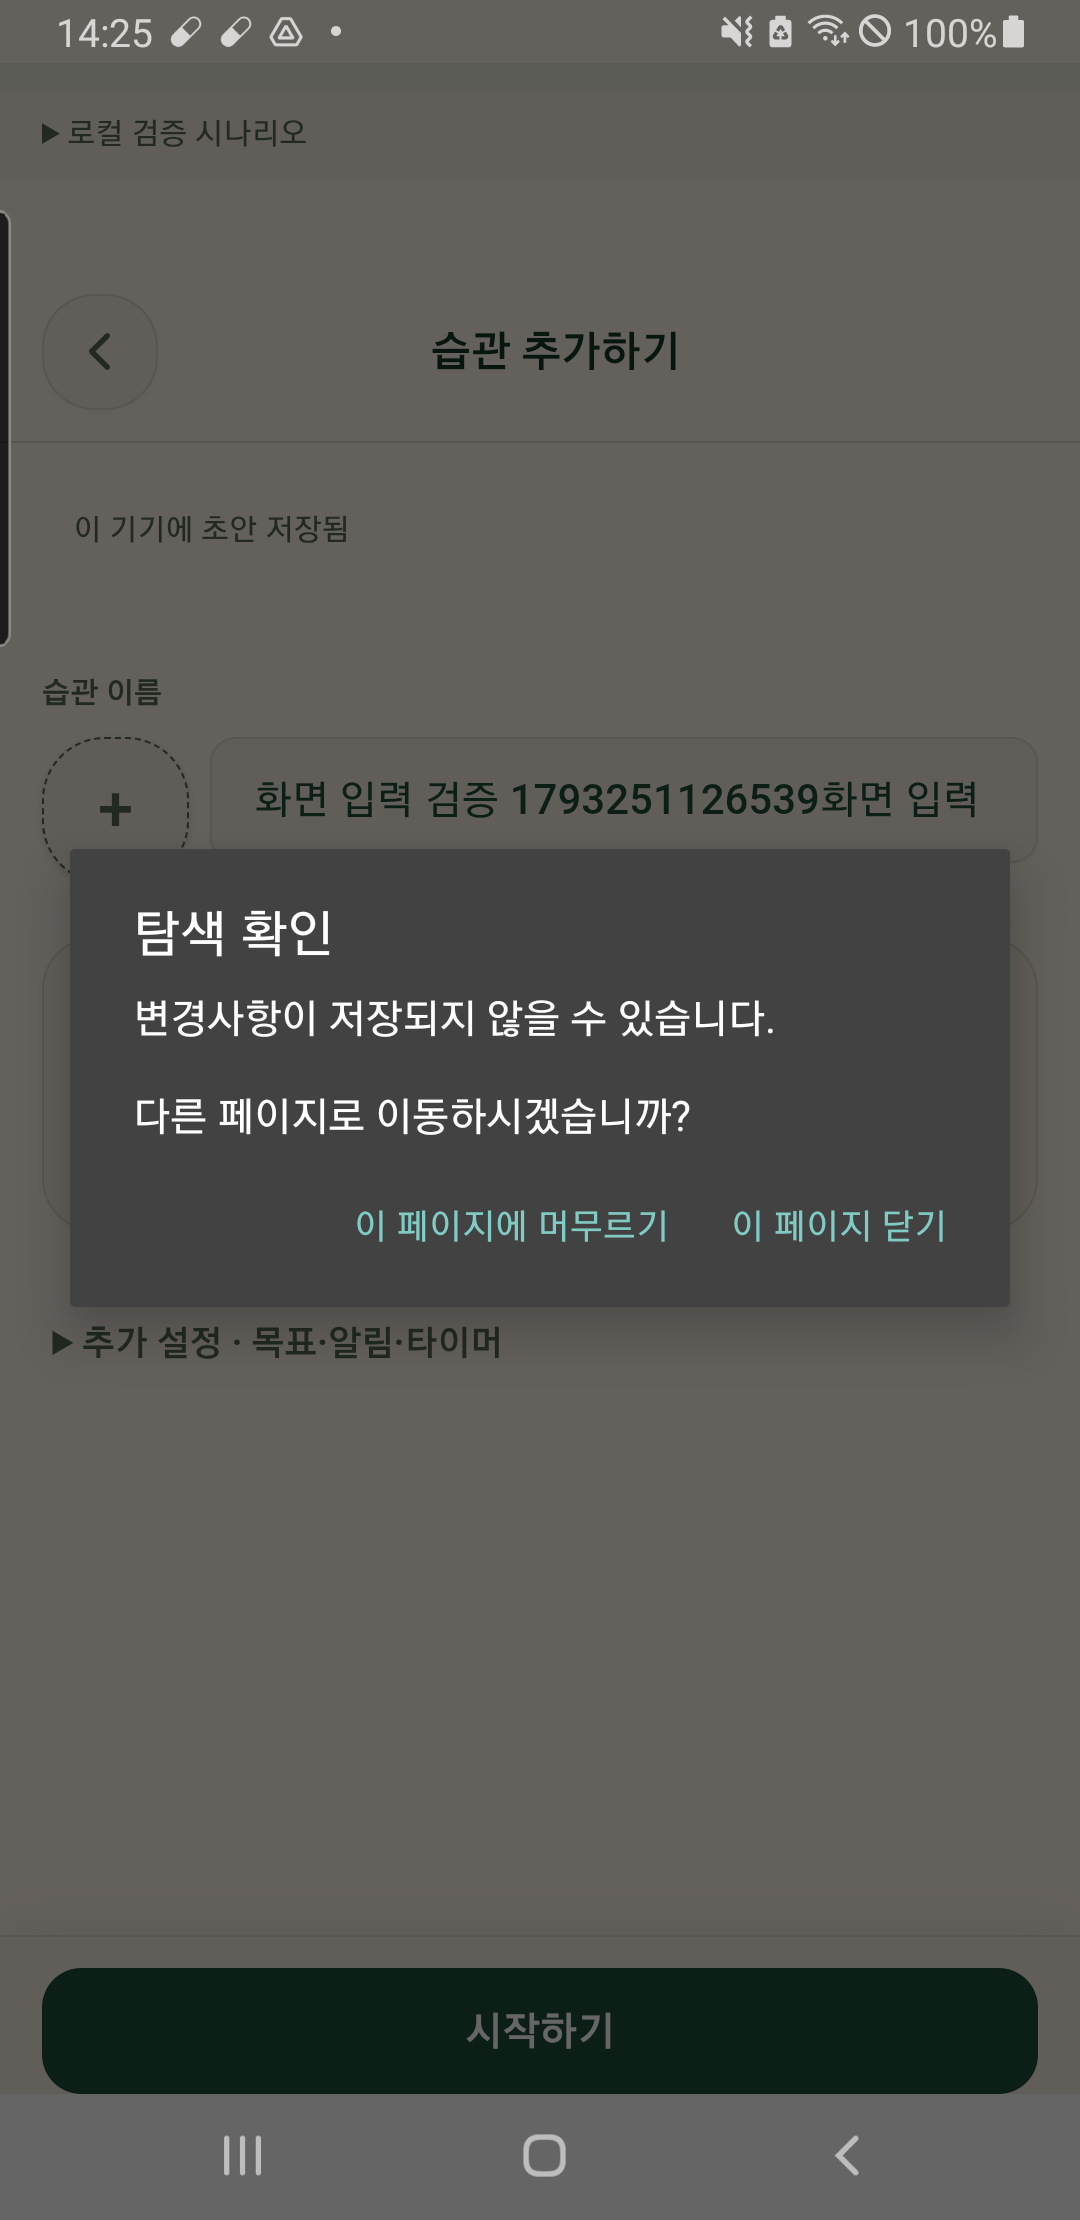 14:25
100%
▶ 로컬 검증 시나리오
습관 추가하기
이 기기에 초안 저장됨
습관 이름
+
화면 입력 검증 1793251126539화면 입력
탐색 확인
변경사항이 저장되지 않을 수 있습니다.
다른 페이지로 이동하시겠습니까?
이 페이지에 머무르기 이 페이지 닫기
▶ 추가 설정 · 목표·알림·타이머
시작하기